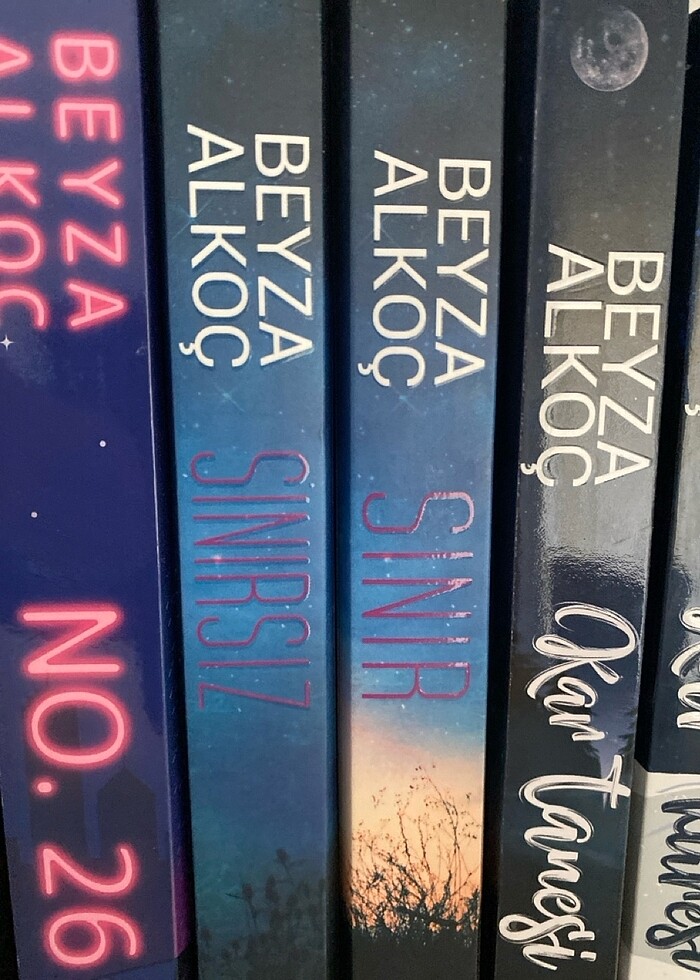 BEYZA
ALKOÇ
NO. 26
BEYZA
ALKOÇ
SINIRSIZ
BEYZA
ALKOÇ
SINIR
BEYZA
ALKOÇ
Kar Tanesi